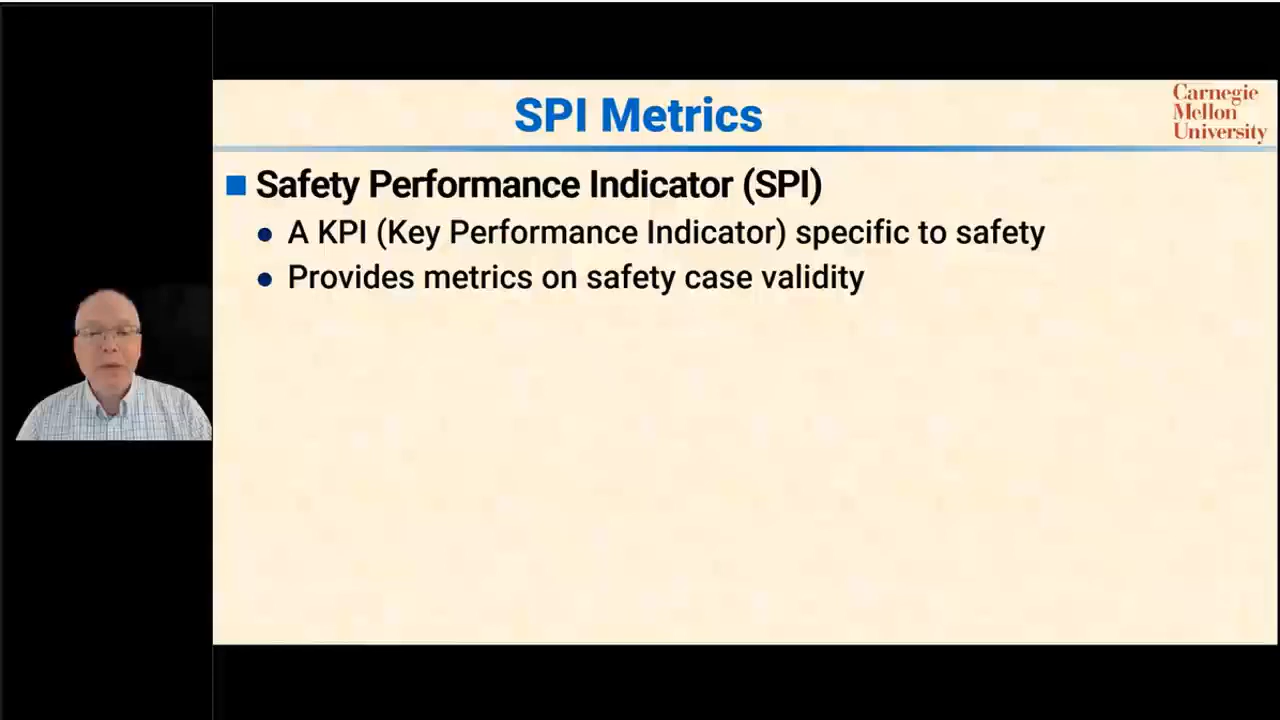 SPI Metrics
Carnegie
Mellon
University
Safety Performance Indicator (SPI)
A KPI (Key Performance Indicator) specific to safety
Provides metrics on safety case validity